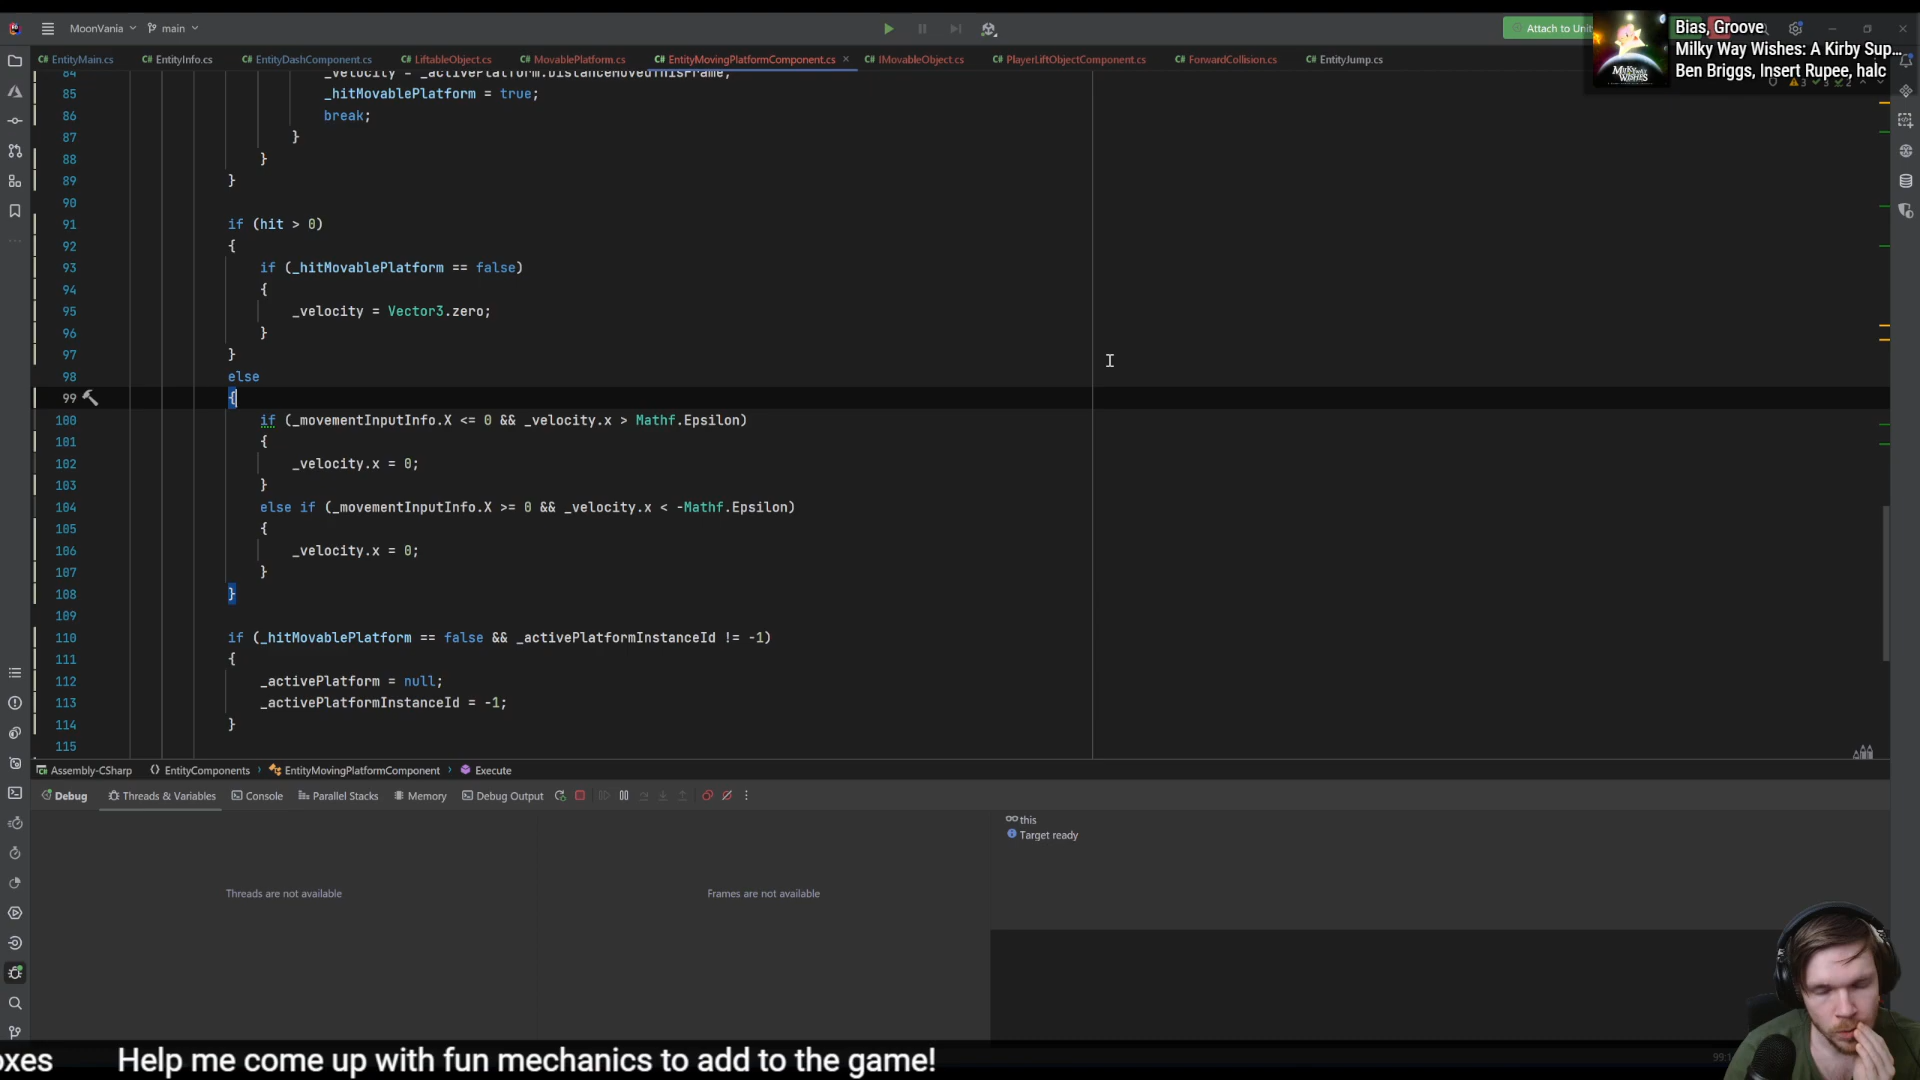 MoonVania
main
Attach to Unit
Bias, Groove
Milky Way Wishes: A Kirby Sup...
Ben Briggs, Insert Rupee, halc
EntityMain.cs
EntityInfo.cs
EntityDashComponent.cs
LiftableObject.cs
MovablePlatform.cs
EntityMovingPlatformComponent.cs
IMovableObject.cs
PlayerLiftObjectComponent.cs
ForwardCollision.cs
EntityJump.cs
84 _velocity = _activePlatform.DistanceMovedThisFrame;
85 _hitMovablePlatform = true;
86 break;
87 }
88 }
89 }
90
91 if (hit > 0)
92 {
93 if (_hitMovablePlatform == false)
94 {
95 _velocity = Vector3.zero;
96 }
97 }
98 else
99 {
100 if (_movementInputInfo.X <= 0 && _velocity.x > Mathf.Epsilon)
101 {
102 _velocity.x = 0;
103 }
104 else if (_movementInputInfo.X >= 0 && _velocity.x < -Mathf.Epsilon)
105 {
106 _velocity.x = 0;
107 }
108 }
109
110 if (_hitMovablePlatform == false && _activePlatformInstanceId != -1)
111 {
112 _activePlatform = null;
113 _activePlatformInstanceId = -1;
114 }
115
Assembly-CSharp
EntityComponents
EntityMovingPlatformComponent
Execute
Debug
Threads & Variables
Console
Parallel Stacks
Memory
Debug Output
this
Target ready
Threads are not available
Frames are not available
oxes Help me come up with fun mechanics to add to the game!